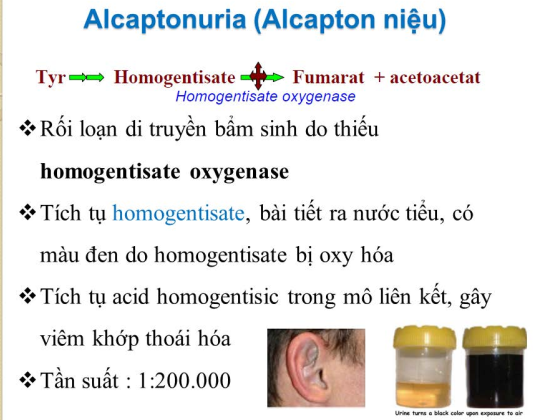 Alcaptonuria (Alcapton niệu)
Tyr Homogentisate Fumarat + acetoacetat
Homogentisate oxygenase
❖Rối loạn di truyền bẩm sinh do thiếu
homogentisate oxygenase
❖Tích tụ homogentisate, bài tiết ra nước tiểu, có
màu đen do homogentisate bị oxy hóa
❖Tích tụ acid homogentisic trong mô liên kết, gây
viêm khớp thoái hóa
❖Tần suất : 1:200.000
Urine turns a black color upon exposure to air